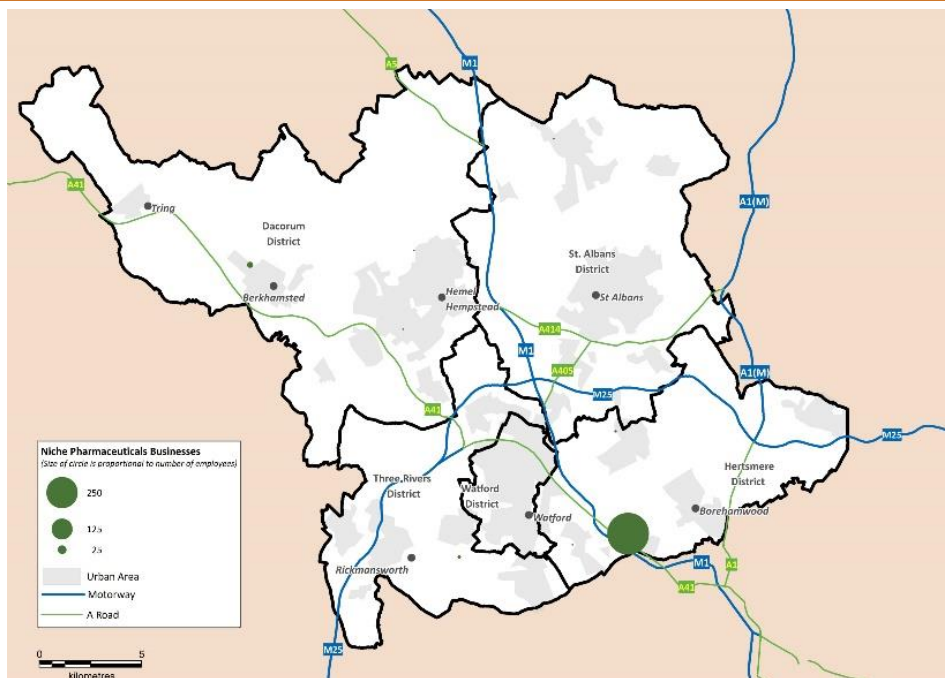 A5
M1
A41
A1(M)
Tring
Dacorum
District
St. Albans
District
Berkhamsted
Hemel
Hempstead
St Albans
A414
M1
A405
A1(M)
M25
A41
M25
Niche Pharmaceuticals Businesses
(Size of circle is proportional to number of employees)
250
125
25
Urban Area
Motorway
A Road
Three Rivers
District
Watford
District
Hertsmere
District
Watford
Borehamwood
Rickmansworth
M1
A1
A41
M25
0 5
kilometres